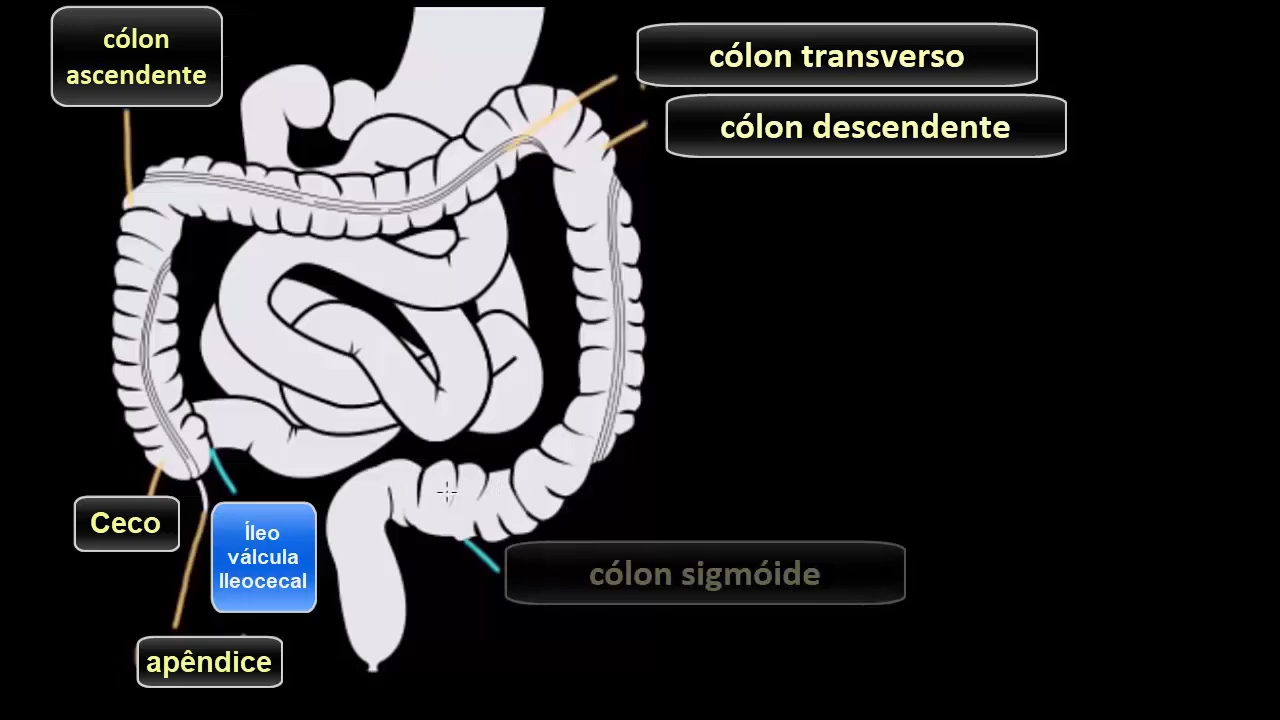 cólon
ascendente
cólon transverso
cólon descendente
Ceco
Íleo
válcula
Ileocecal
cólon sigmóide
apêndice